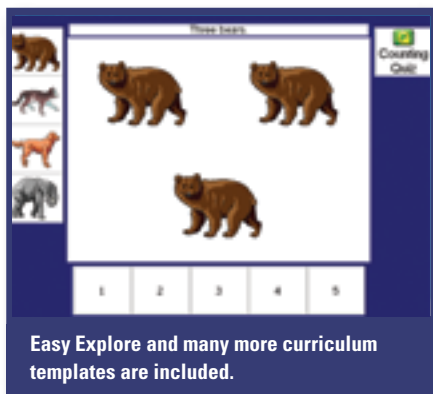 Three bears.
Counting
Quiz
1 2 3 4 5
Easy Explore and many more curriculum
templates are included.